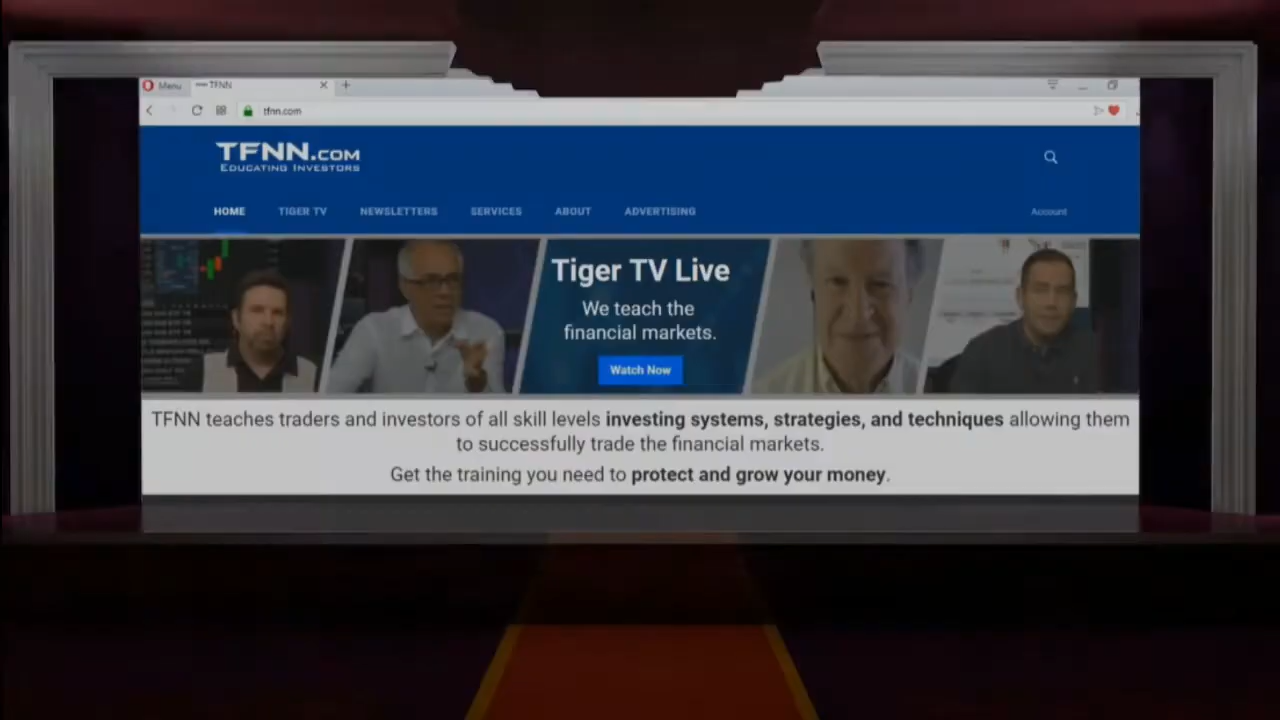 Menu
TFNN
tfnn.com
TFNN.COM
EDUCATING INVESTORS
HOME TIGER TV NEWSLETTERS SERVICES ABOUT ADVERTISING Account
Tiger TV Live
We teach the
financial markets.
Watch Now
TFNN teaches traders and investors of all skill levels investing systems, strategies, and techniques allowing them
to successfully trade the financial markets.
Get the training you need to protect and grow your money.